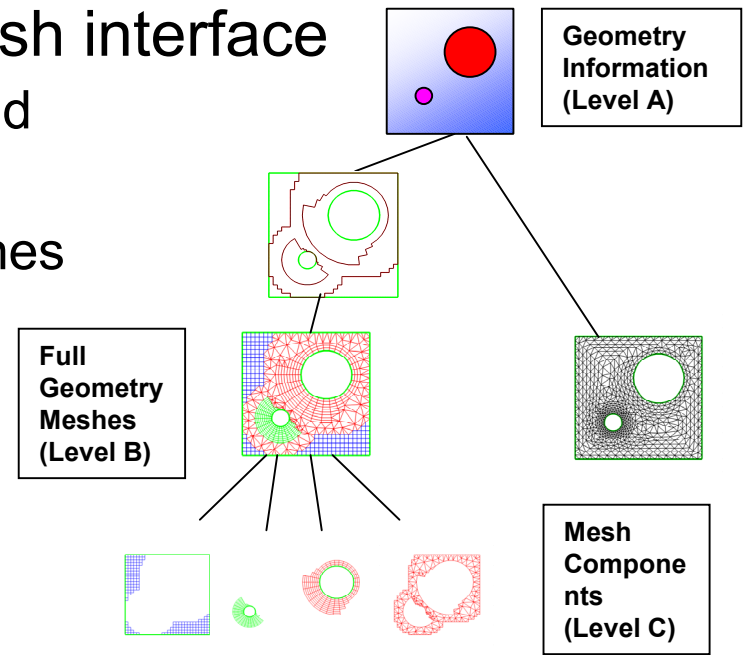 sh interface
d
nes
Geometry
Information
(Level A)
Full
Geometry
Meshes
(Level B)
Mesh
Compone
nts
(Level C)